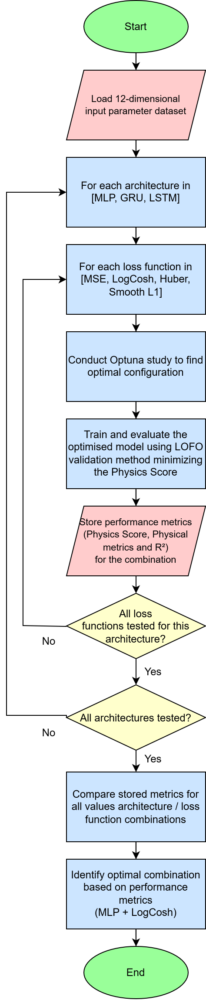 Start
Load 12-dimensional
input parameter dataset
For each architecture in
[MLP, GRU, LSTM]
For each loss function in
[MSE, LogCosh, Huber,
Smooth L1]
Conduct Optuna study to find
optimal configuration
Train and evaluate the
optimised model using LOFO
validation method minimizing
the Physics Score
Store performance metrics
(Physics Score, Physical
metrics and R²)
for the combination
All loss
functions tested for this
architecture?
No
Yes
All architectures tested?
No
Yes
Compare stored metrics for
all values architecture / loss
function combinations
Identify optimal combination
based on performance
metrics
(MLP + LogCosh)
End